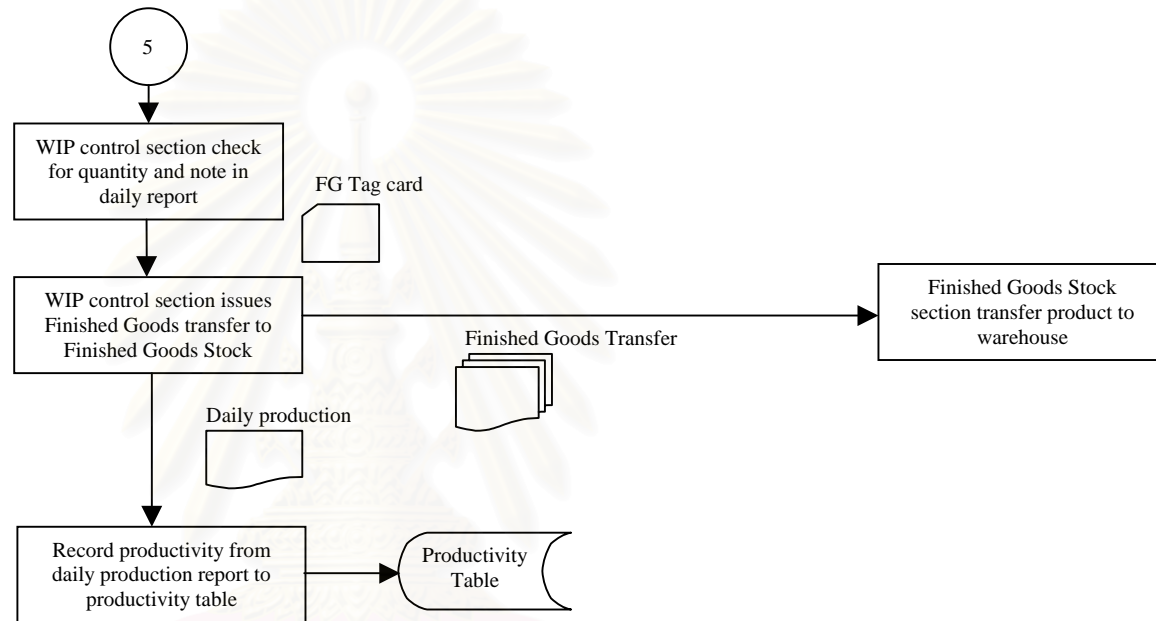 5
WIP control section check
for quantity and note in
daily report
FG Tag card
WIP control section issues
Finished Goods transfer to
Finished Goods Stock
Finished Goods Stock
section transfer product to
warehouse
Finished Goods Transfer
Daily production
Record productivity from
daily production report to
productivity table
Productivity
Table